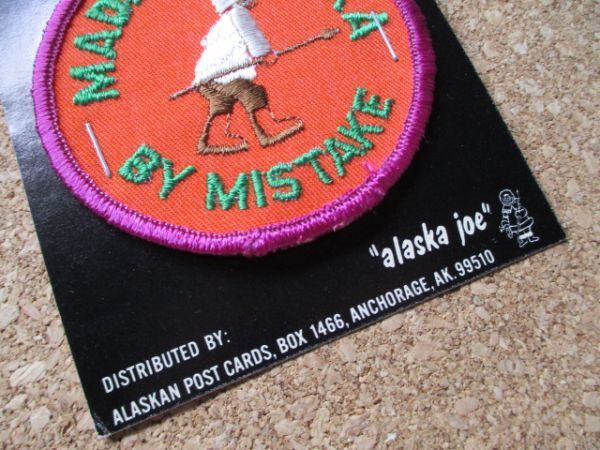 MADE
BY MISTAKE
"alaska joe"
DISTRIBUTED BY:
ALASKAN POST CARDS, BOX 1466, ANCHORAGE, AK. 99510